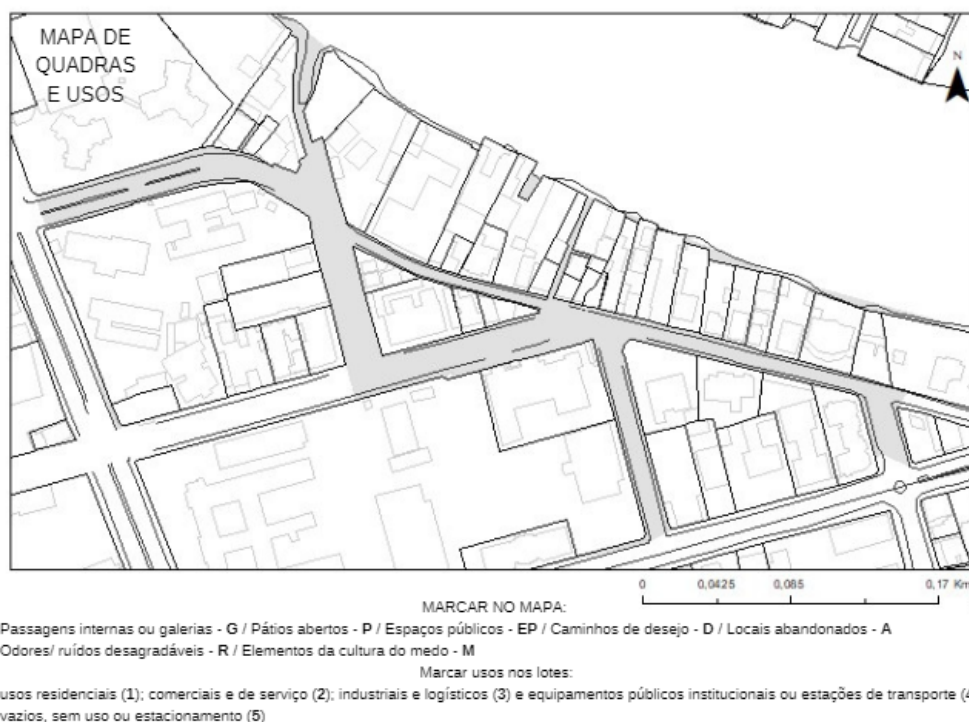 MAPA DE
QUADRAS
E USOS
N
0 0,0425 0,085 0,17 Km
MARCAR NO MAPA:
Passagens internas ou galerias - G / Pátios abertos - P / Espaços públicos - EP / Caminhos de desejo - D / Locais abandonados - A
Odores/ ruídos desagradáveis - R / Elementos da cultura do medo - M
Marcar usos nos lotes:
usos residenciais (1); comerciais e de serviço (2); industriais e logísticos (3) e equipamentos públicos institucionais ou estações de transporte (4
vazios, sem uso ou estacionamento (5)